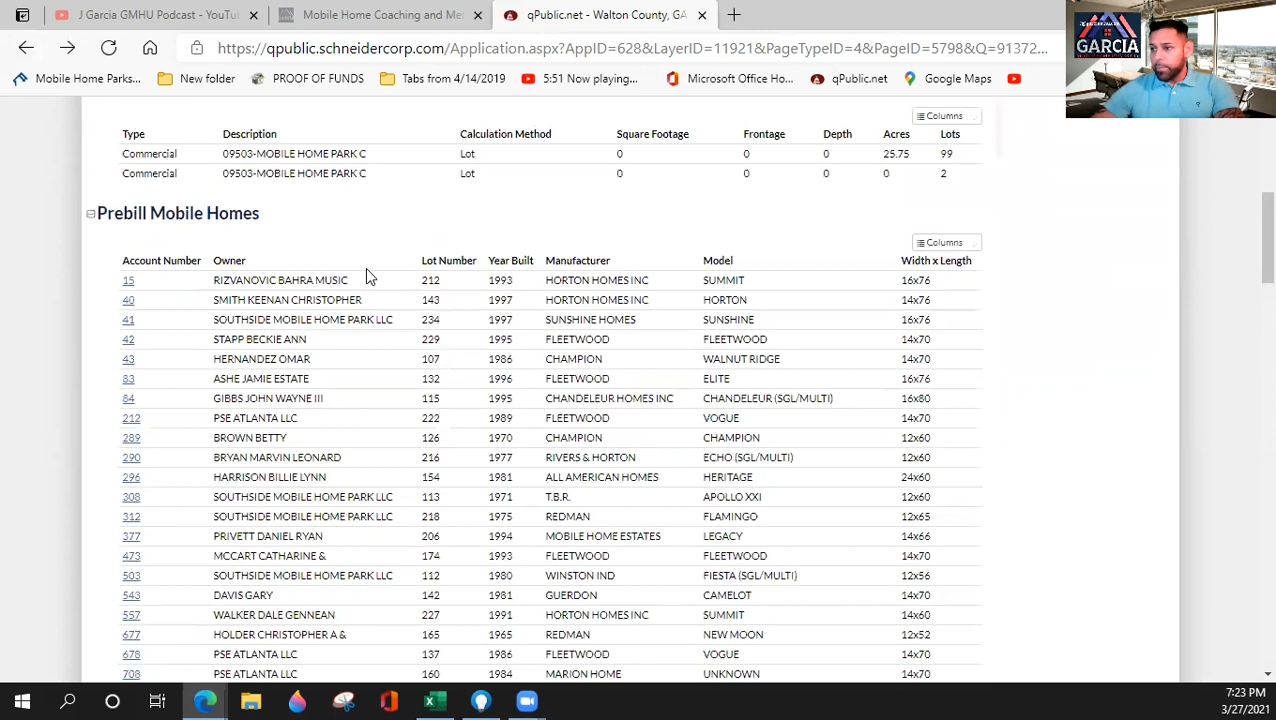 J Garcia GMHU Podcast - YouTu
Mobile Home Coaching and Me
qPublic.net - Walton County, GA
https://qpublic.schneidercorp.com/Application.aspx?AppID=628&LayerID=11921&PageTypeID=4&PageID=5798&Q=91372...
Mobile Home Parks... New folder PROOF OF FUNDS Tabs from 4/14/2019 5:51 Now playing... Microsoft Office Ho... qPublic.net Google Maps
GARCIA
Columns
Type Description Calculation Method Square Footage Frontage Depth Acres Lots
Commercial 09503-MOBILE HOME PARK C Lot 0 0 0 25.75 99
Commercial 09503-MOBILE HOME PARK C Lot 0 0 0 0 2
Prebill Mobile Homes
Columns
Account Number Owner Lot Number Year Built Manufacturer Model Width x Length
15 RIZVANOVIC BAHRA MUSIC 212 1993 HORTON HOMES INC SUMMIT 16x76
40 SMITH KEENAN CHRISTOPHER 143 1997 HORTON HOMES INC HORTON 14x76
41 SOUTHSIDE MOBILE HOME PARK LLC 234 1997 SUNSHINE HOMES SUNSHINE 16x76
42 STAPP BECKIE ANN 229 1995 FLEETWOOD FLEETWOOD 14x70
43 HERNANDEZ OMAR 107 1986 CHAMPION WALNUT RIDGE 14x70
83 ASHE JAMIE ESTATE 132 1996 FLEETWOOD ELITE 16x76
84 GIBBS JOHN WAYNE III 115 1995 CHANDELEUR HOMES INC CHANDELEUR (SGL/MULTI) 16x80
212 PSE ATLANTA LLC 222 1989 FLEETWOOD VOGUE 14x70
289 BROWN BETTY 126 1970 CHAMPION CHAMPION 12x60
290 BRYAN MARVIN LEONARD 216 1977 RIVERS & HORTON ECHO (SGL/MULTI) 12x60
296 HARRISON BILLIE LYNN 154 1981 ALL AMERICAN HOMES HERITAGE 24x60
308 SOUTHSIDE MOBILE HOME PARK LLC 113 1971 T.B.R. APOLLO XXI 12x60
312 SOUTHSIDE MOBILE HOME PARK LLC 218 1975 REDMAN FLAMINGO 12x65
377 PRIVETT DANIEL RYAN 206 1994 MOBILE HOME ESTATES LEGACY 14x66
473 MCCART CATHARINE & 174 1993 FLEETWOOD FLEETWOOD 14x70
503 SOUTHSIDE MOBILE HOME PARK LLC 112 1980 WINSTON IND FIESTA (SGL/MULTI) 12x56
543 DAVIS GARY 142 1981 GUERDON CAMELOT 14x70
557 WALKER DALE GENNEAN 227 1991 HORTON HOMES INC SUMMIT 14x60
677 HOLDER CHRISTOPHER A & 165 1965 REDMAN NEW MOON 12x52
678 PSE ATLANTA LLC 137 1986 FLEETWOOD VOGUE 14x70
708 PSE ATLANTA LLC 160 1984 MARION HOME UNKNOWN 14x70
7:23 PM
3/27/2021